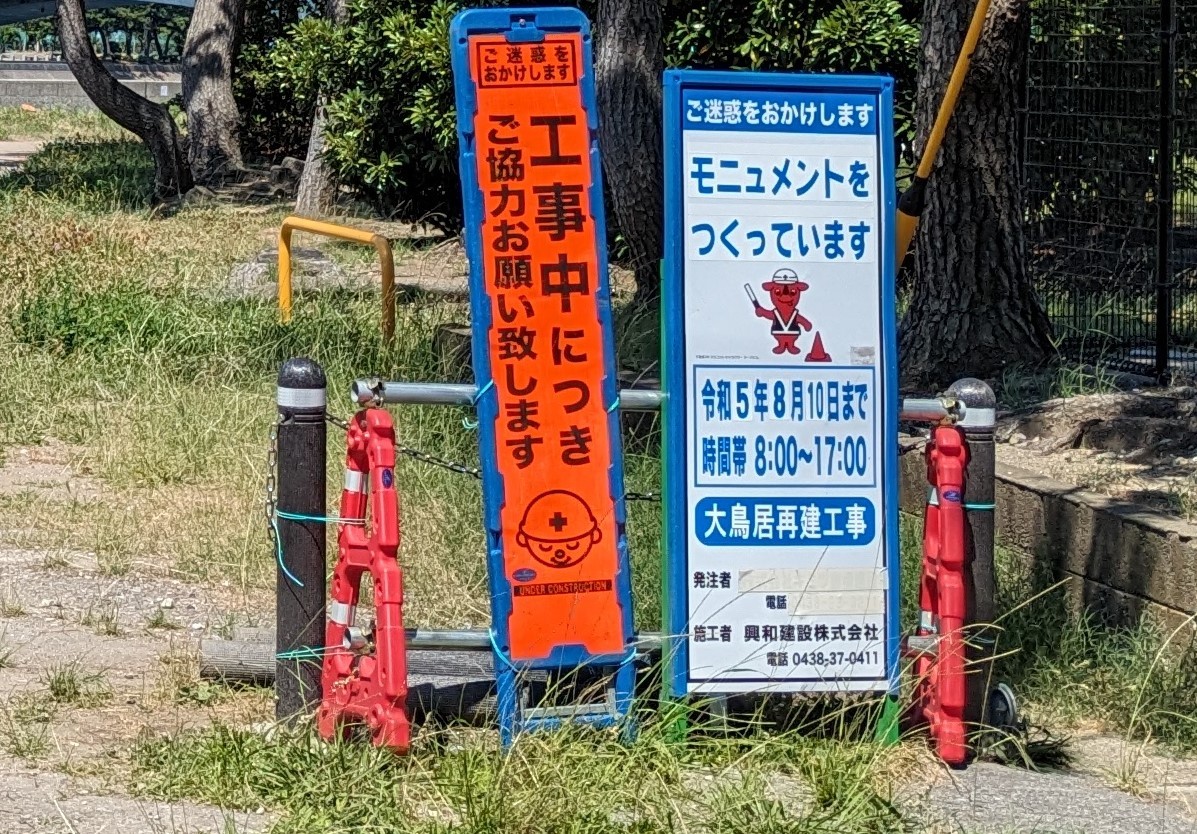 ご迷惑を
おかけします
工事中につき
ご協力お願い致します
UNDER CONSTRUCTION
ご迷惑をおかけします
モニュメントを
つくっています
令和5年8月10日まで
時間帯 8:00〜17:00
大鳥居再建工事
発注者
電話
施工者 興和建設株式会社
電話 0438-37-0411